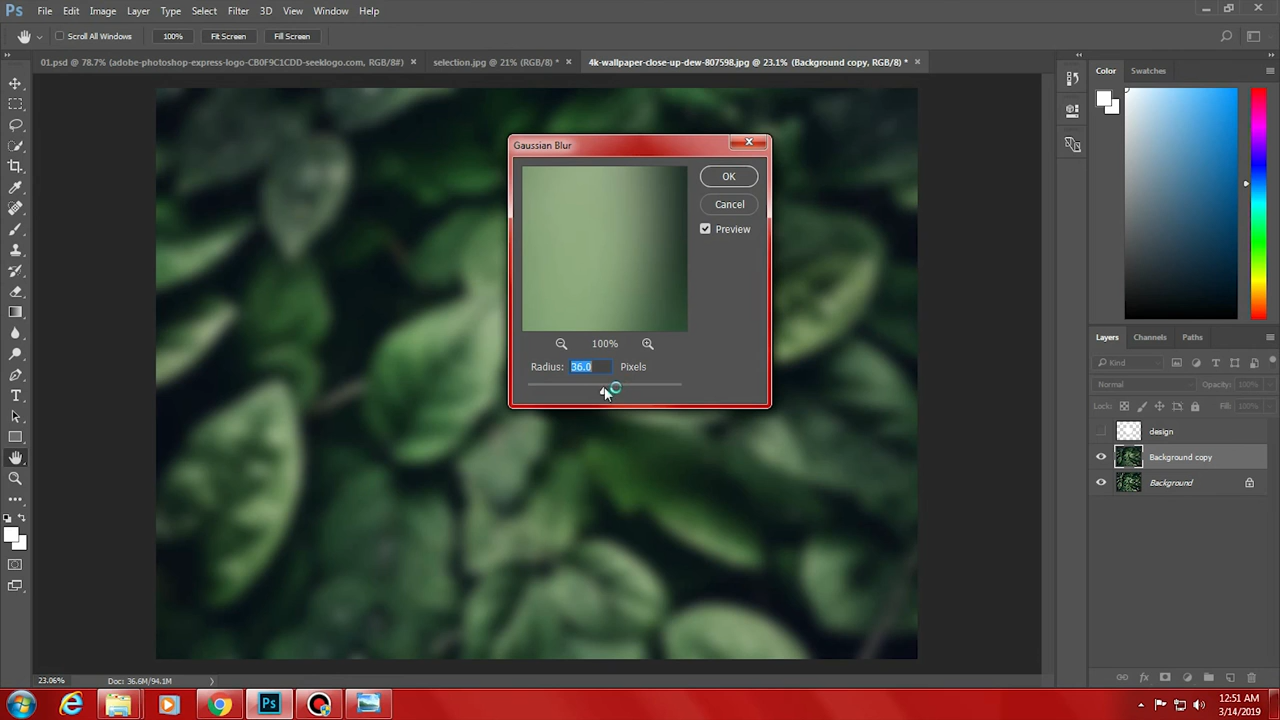 Ps File Edit Image Layer Type Select Filter 3D View Window Help
Scroll All Windows 100% Fit Screen Fill Screen
01.psd @ 78.7% (adobe-photoshop-express-logo-CB0F9C1CDD-seeklogo.com, RGB/8#) × selection.jpg @ 21% (RGB/8) * × 4k-wallpaper-close-up-dew-807598.jpg @ 23.1% (Background copy, RGB/8) * ×
Color Swatches
Gaussian Blur
OK
Cancel
Preview
100%
Radius: 36.0 Pixels
Layers Channels Paths
Kind
Normal Opacity: 100%
Lock: Fill: 100%
design
Background copy
Background
23.06% Doc: 36.6M/94.1M
Ps
12:51 AM
3/14/2019